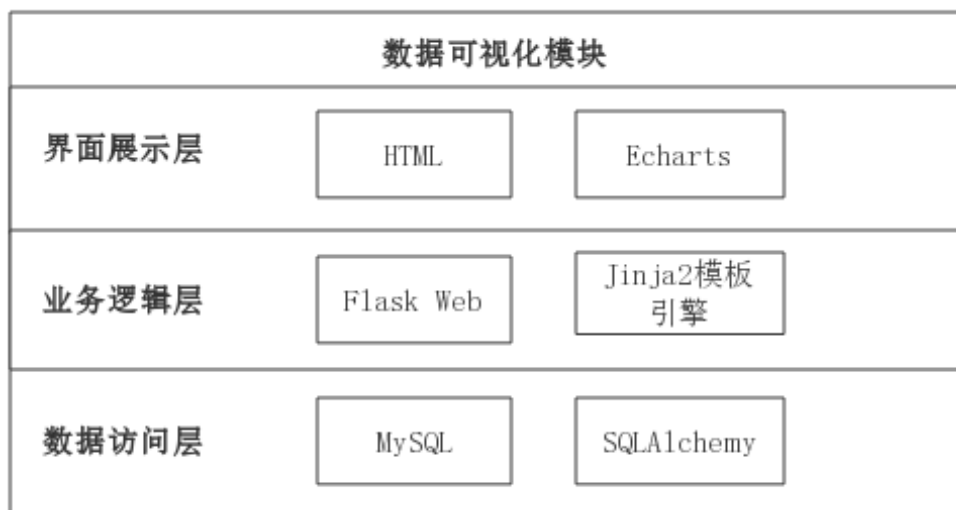 数据可视化模块
界面展示层
HTML
Echarts
业务逻辑层
Flask Web
Jinja2模板
引擎
数据访问层
MySQL
SQLAlchemy